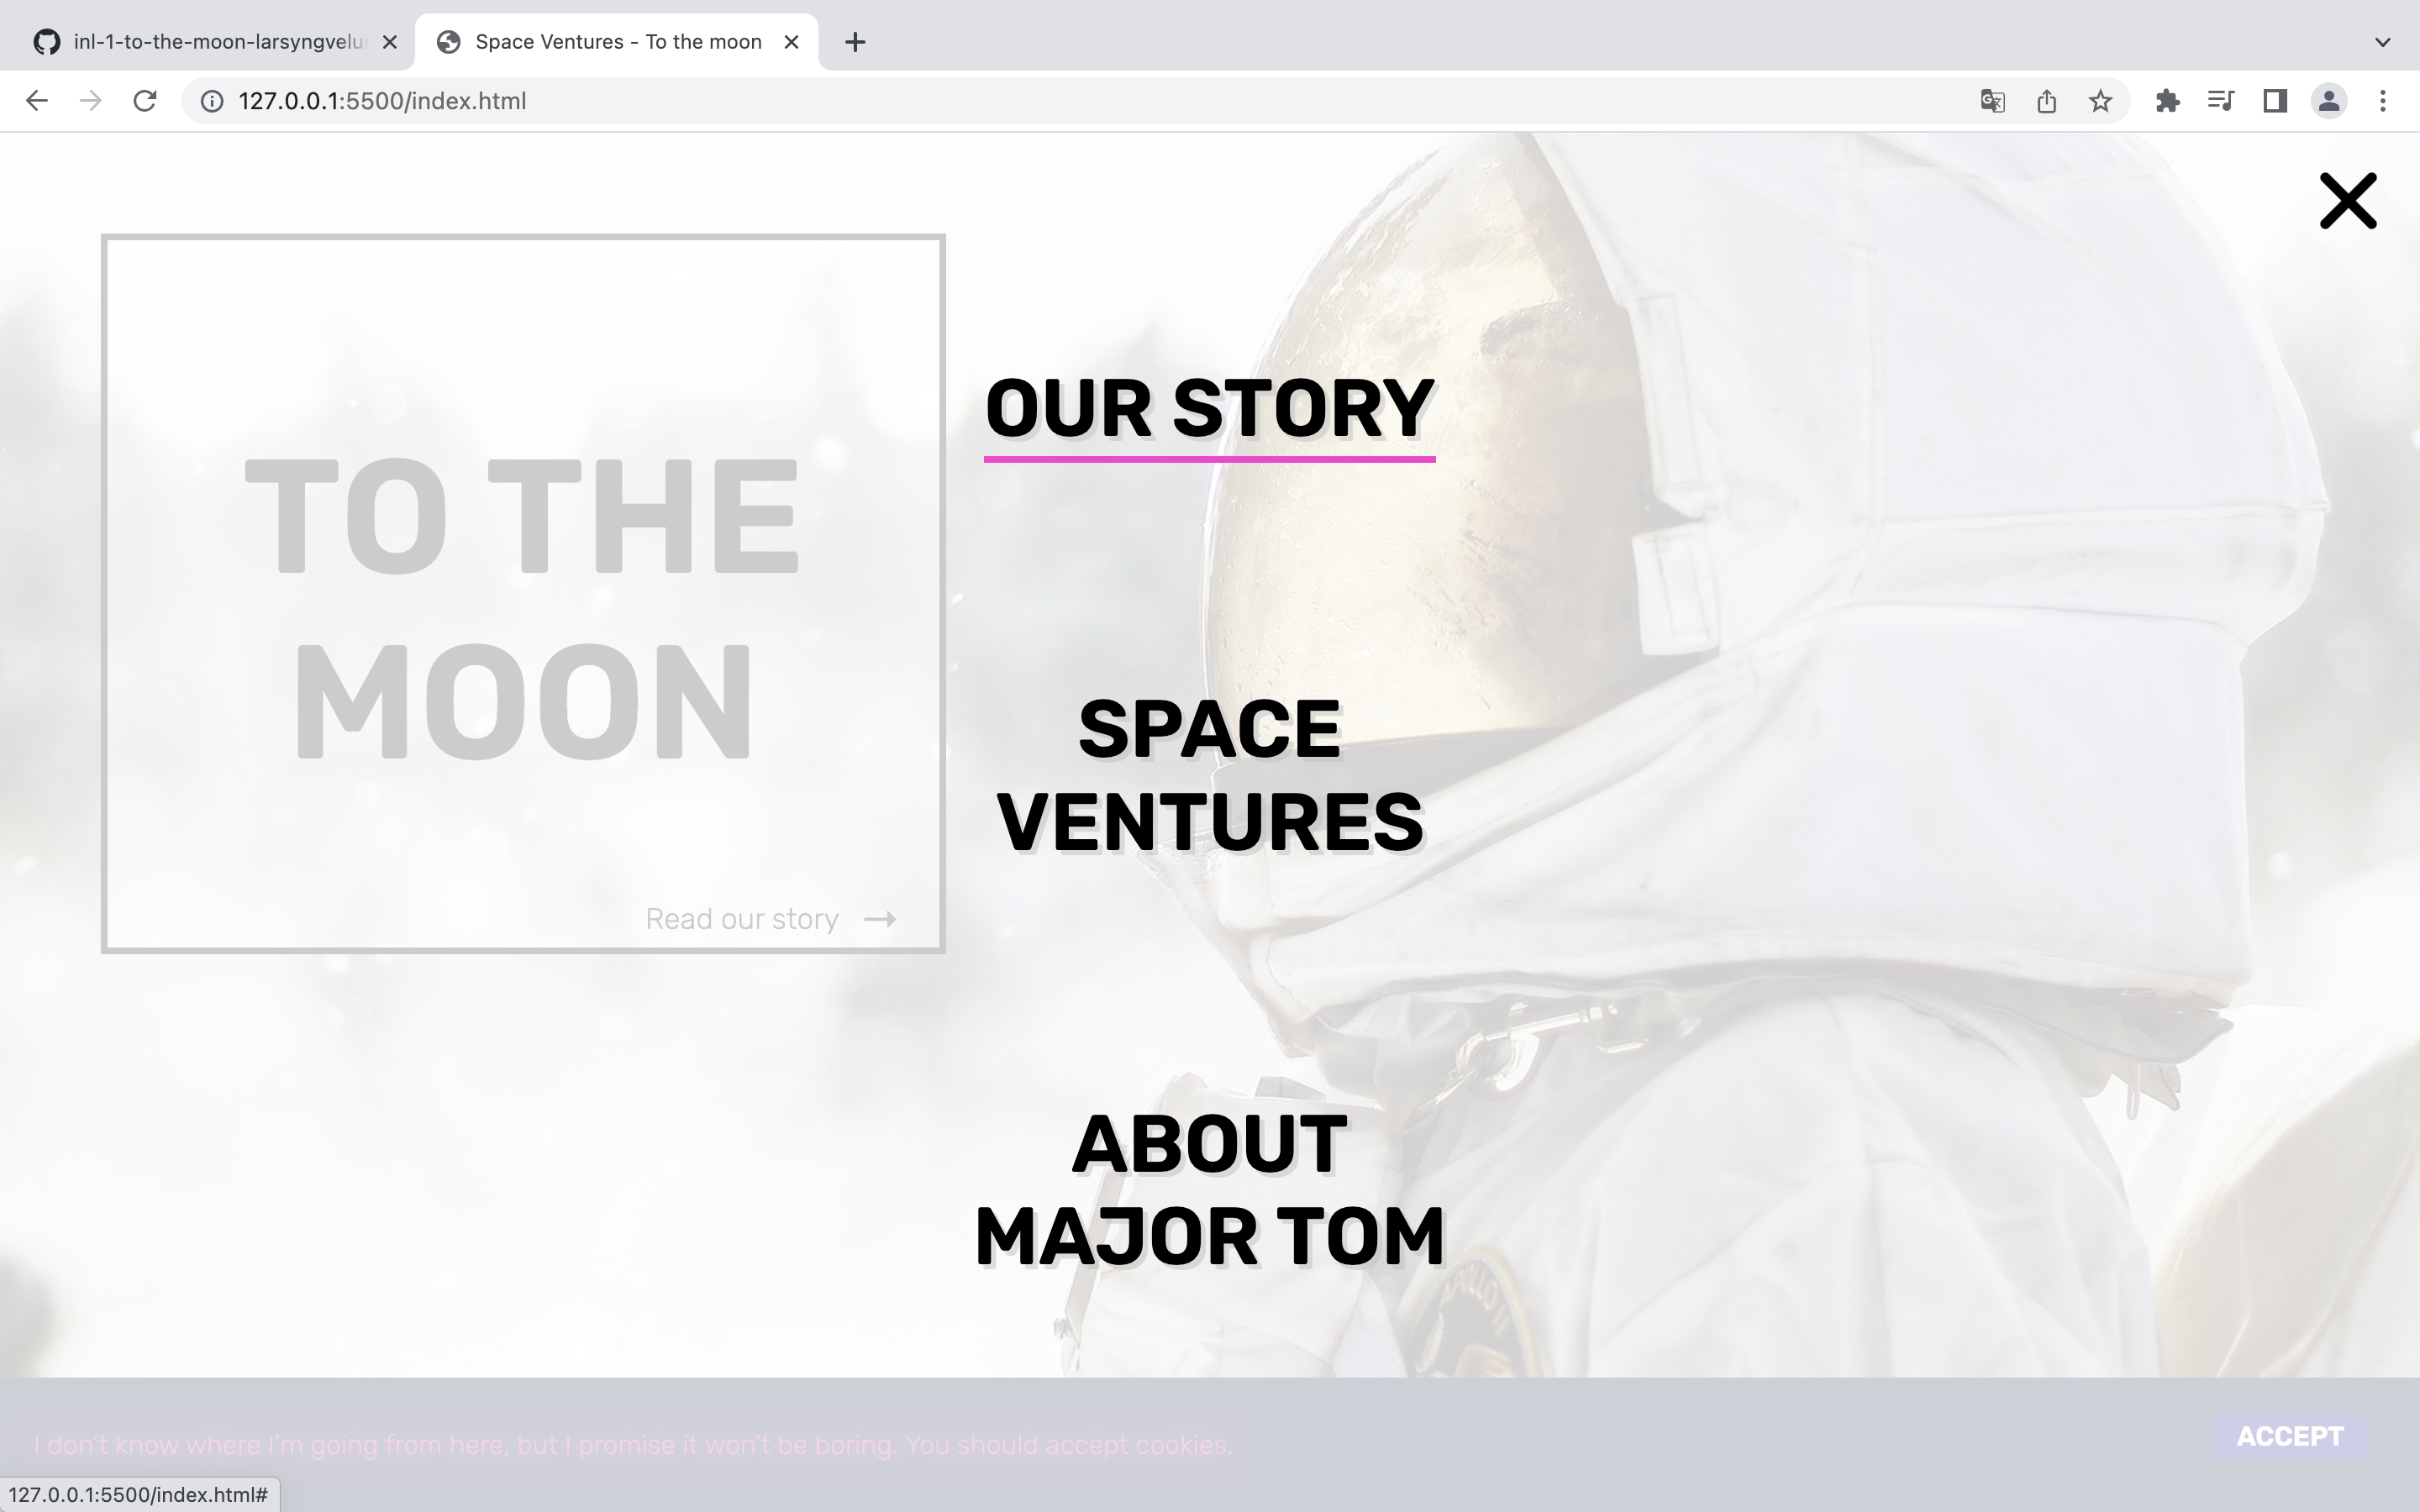 inl-1-to-the-moon-larsyngvelu
Space Ventures - To the moon
127.0.0.1:5500/index.html
TO THE
MOON
Read our story →
OUR STORY
SPACE
VENTURES
ABOUT
MAJOR TOM
APOLLO 11
I don't know where I'm going from here, but I promise it won't be boring. You should accept cookies.
ACCEPT
127.0.0.1:5500/index.html#